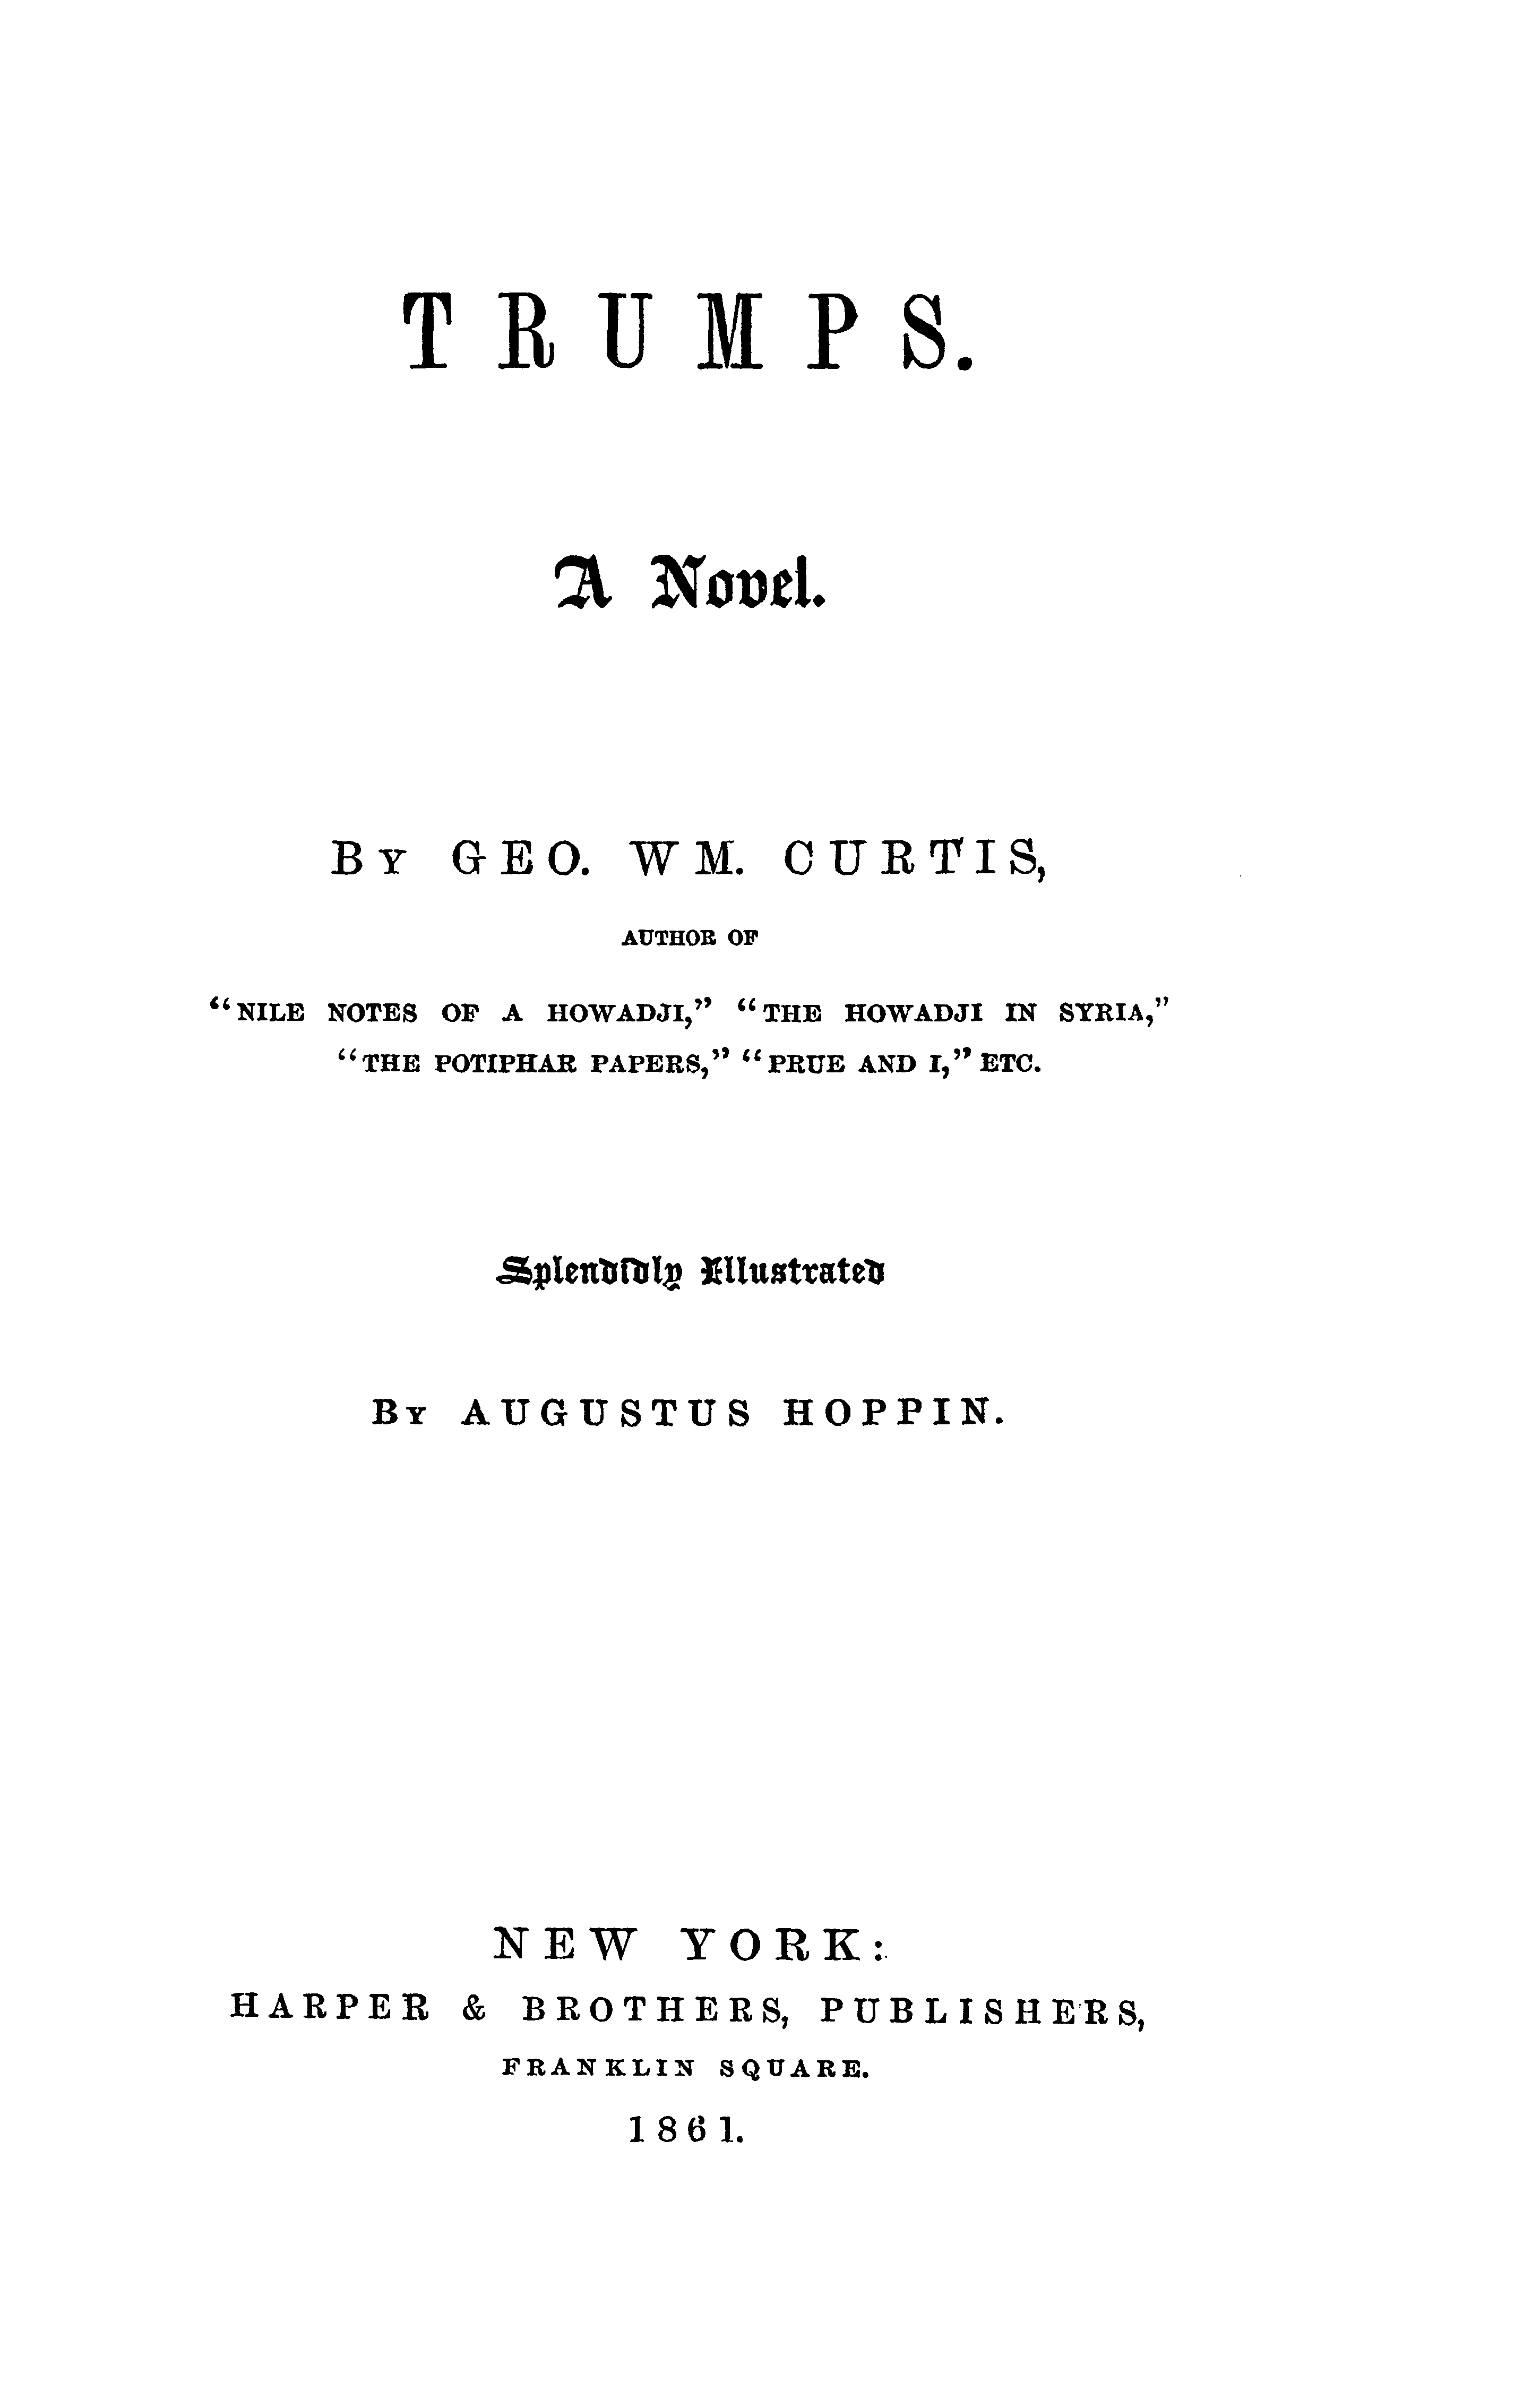 TRUMPS.
A Novel.
BY GEO. WM. CURTIS,
AUTHOR OF
“NILE NOTES OF A HOWADJI,” “THE HOWADJI IN SYRIA,”
“THE POTIPHAR PAPERS,” “PRUE AND I,” ETC.
Splendidly Illustrated
BY AUGUSTUS HOPPIN.
NEW YORK:
HARPER & BROTHERS, PUBLISHERS,
FRANKLIN SQUARE.
1861.